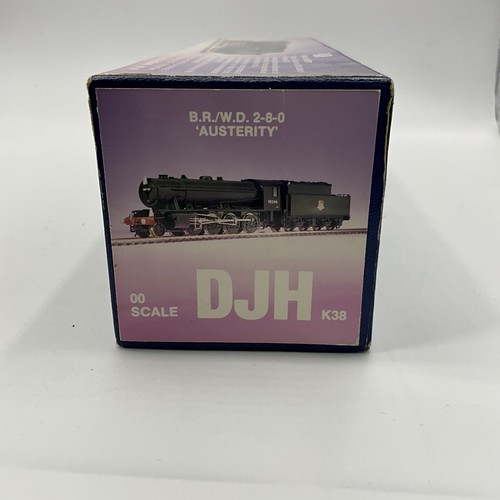 B.R./W.D. 2-8-0
'AUSTERITY'
00
SCALE
DJH
K38